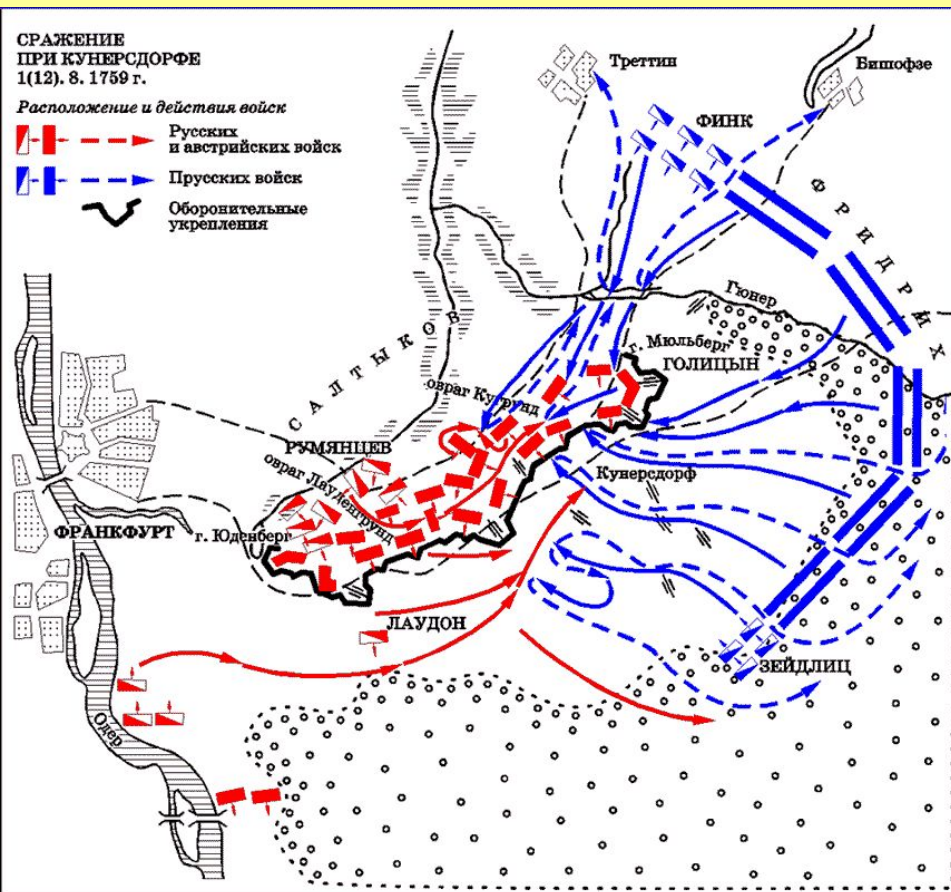 СРАЖЕНИЕ
ПРИ КУНЕРСДОРФЕ
1(12). 8. 1759 г.
Расположение и действия войск
Русских
и австрийских войск
Прусских войск
Оборонительные
укрепления
Треттин
Бишофзе
ФИНК
ФРИДРИХ
Гюнер
г. Мюльберг
ГОЛИЦЫН
САЛТЫКОВ
овраг Кугрунд
РУМЯНЦЕВ
овраг Лауденгрунд
Кунерсдорф
ФРАНКФУРТ
г. Юденберг
ЛАУДОН
ЗЕЙДЛИЦ
Одер